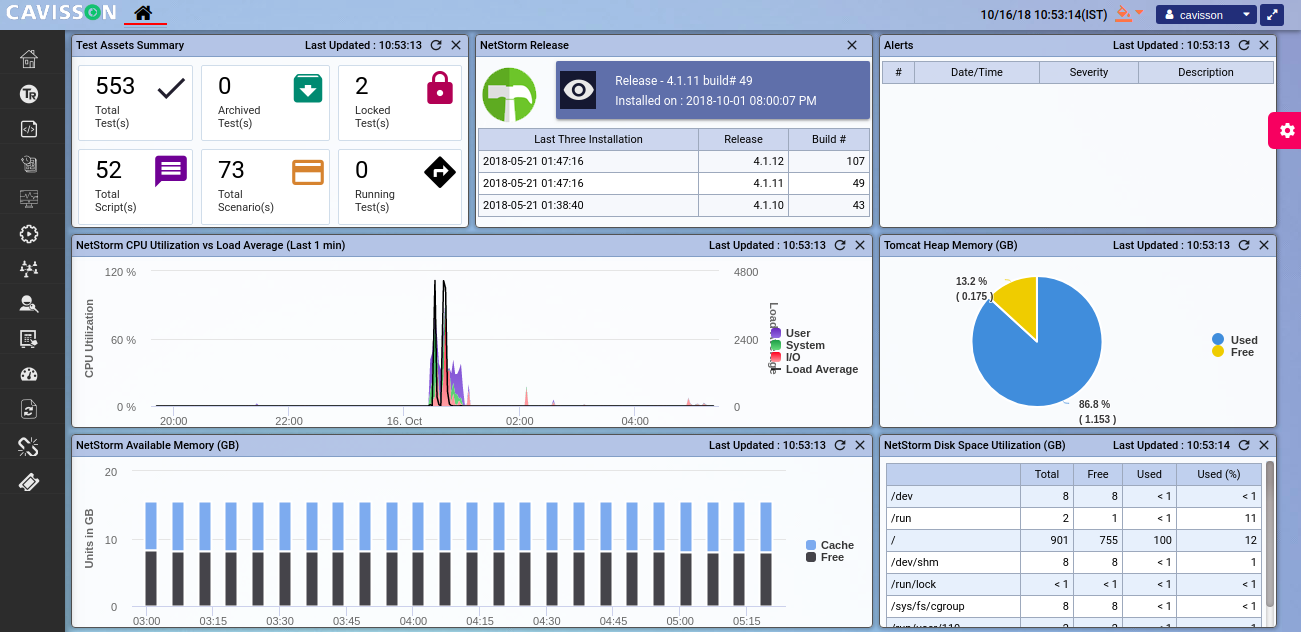 CAVISSON
10/16/18 10:53:14(IST)
cavisson
Test Assets Summary
Last Updated : 10:53:13
553
Total
Test(s)
0
Archived
Test(s)
2
Locked
Test(s)
52
Total
Script(s)
73
Total
Scenario(s)
0
Running
Test(s)
NetStorm Release
Release - 4.1.11 build# 49
Installed on : 2018-10-01 08:00:07 PM
Last Three Installation Release Build #
2018-05-21 01:47:16 4.1.12 107
2018-05-21 01:47:16 4.1.11 49
2018-05-21 01:38:40 4.1.10 43
Alerts
Last Updated : 10:53:13
# Date/Time Severity Description
TR
NetStorm CPU Utilization vs Load Average (Last 1 min)
Last Updated : 10:53:13
CPU Utilization
120 %
60 %
0 %
4800
2400
0
20:00 22:00 16. Oct 02:00 04:00
User
System
I/O
Load Average
Tomcat Heap Memory (GB)
Last Updated : 10:53:13
13.2 %
( 0.175 )
86.8 %
( 1.153 )
Used
Free
NetStorm Available Memory (GB)
Last Updated : 10:53:13
Units in GB
20
10
0
03:00 03:15 03:30 03:45 04:00 04:15 04:30 04:45 05:00 05:15
Cache
Free
NetStorm Disk Space Utilization (GB)
Last Updated : 10:53:14
Total Free Used Used (%)
/dev 8 8 < 1 < 1
/run 2 1 < 1 11
/ 901 755 100 12
/dev/shm 8 8 < 1 1
/run/lock < 1 < 1 < 1 < 1
/sys/fs/cgroup 8 8 < 1 < 1